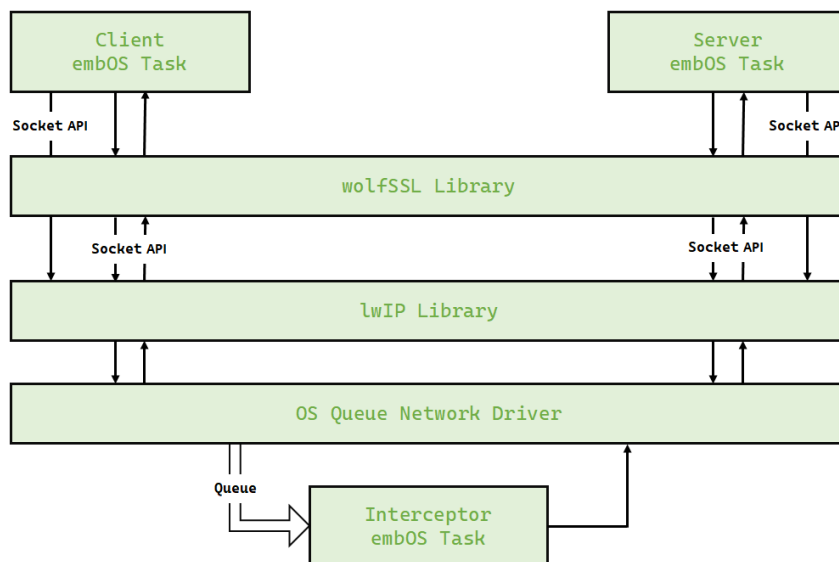 Client
embOS Task
Server
embOS Task
Socket API
Socket API
wolfSSL Library
Socket API
Socket API
lwIP Library
OS Queue Network Driver
Queue
Interceptor
embOS Task